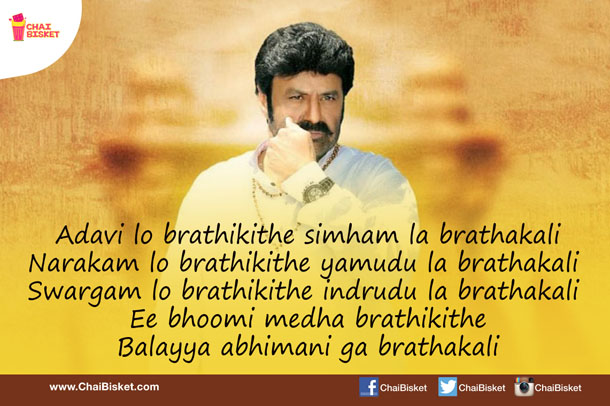 CHAI
BISKET
Adavi lo brathikithe simham la brathakali
Narakam lo brathikithe yamudu la brathakali
Swargam lo brathikithe indrudu la brathakali
Ee bhoomi medha brathikithe
Balayya abhimani ga brathakali
www.ChaiBisket.com ChaiBisket ChaiBisket ChaiBisket